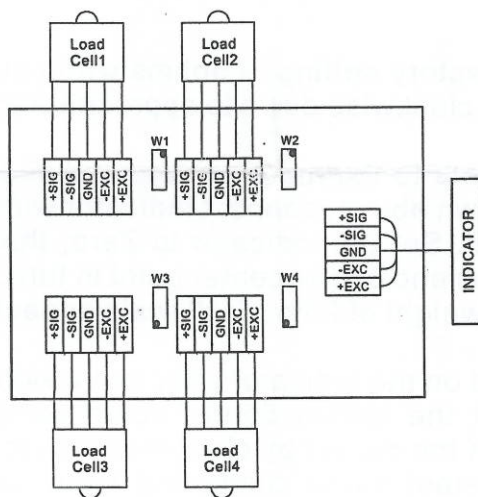 Load
Cell1
Load
Cell2
W1
W2
+SIG
-SIG
GND
-EXC
+EXC
+SIG
-SIG
GND
-EXC
+EXC
+SIG
-SIG
GND
-EXC
+EXC
INDICATOR
W3
W4
+SIG
-SIG
GND
-EXC
+EXC
+SIG
-SIG
GND
-EXC
+EXC
Load
Cell3
Load
Cell4